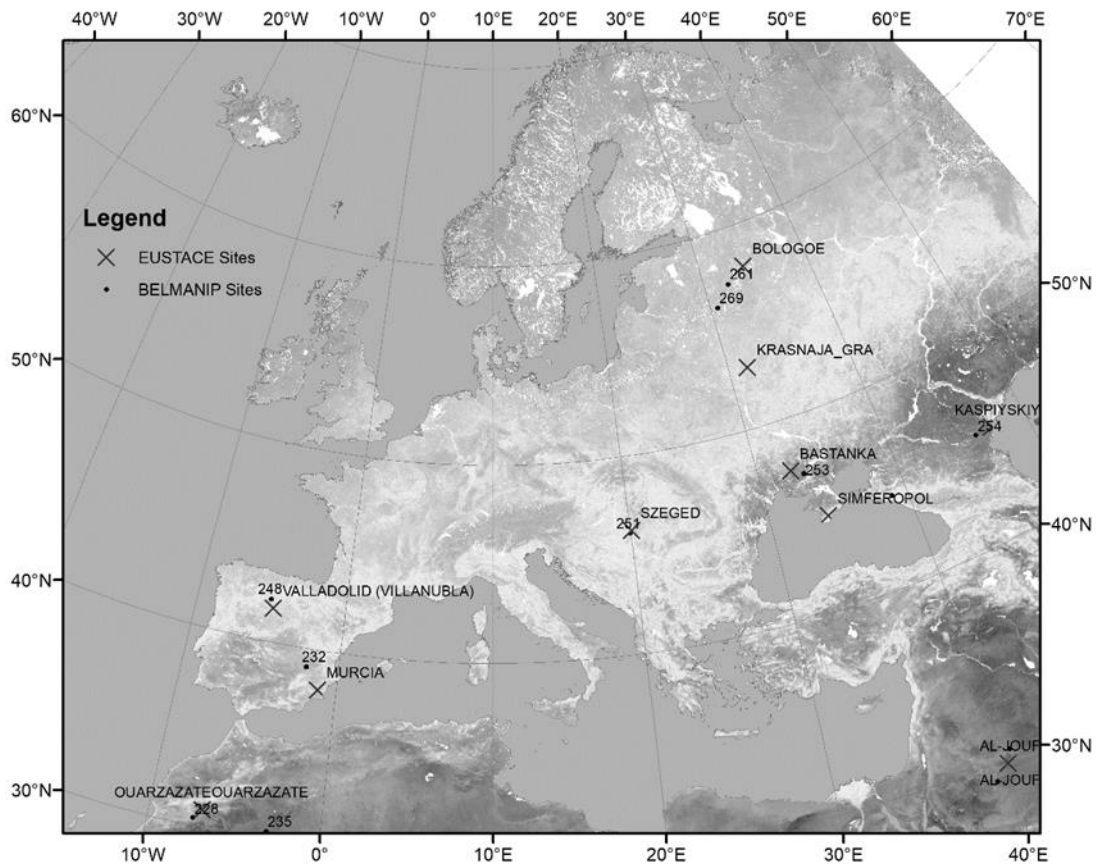 40°W 30°W 20°W 10°W 0° 10°E 20°E 30°E 40°E 50°E 60°E 70°E
60°N
Legend
EUSTACE Sites
BELMANIP Sites
BOLOGOE
261
269
50°N
50°N
KRASNAJA_GRA
KASPIYSKIY
254
BASTANKA
253
SIMFEROPOL
SZEGED
251
40°N
40°N
248 VALLADOLID (VILLANUBLA)
232
MURCIA
AL-JOUF
30°N
AL-JOUF
30°N
OUARZAZATEOUARZAZATE
228
235
10°W 0° 10°E 20°E 30°E 40°E